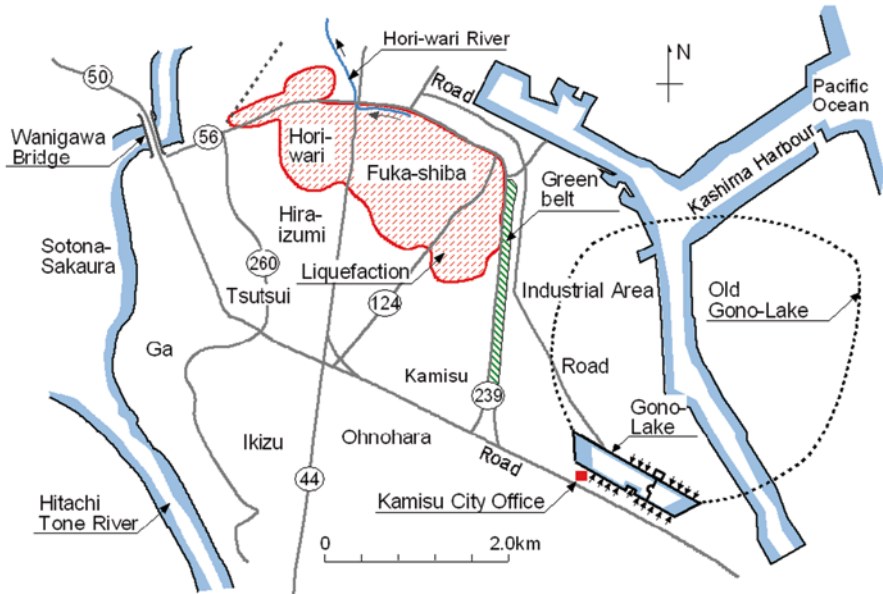 50
Hori-wari River
Road
N
Pacific
Ocean
Wanigawa
Bridge
56
Hori-
wari
Fuka-shiba
Green
belt
Kashima Harbour
Hira-
izumi
Sotona-
Sakaura
260
Liquefaction
Tsutsui
124
Industrial Area
Old
Gono-Lake
Ga
Kamisu
239
Road
Gono-
Lake
Ikizu
Ohnohara
Road
44
Kamisu City Office
Hitachi
Tone River
0
2.0km